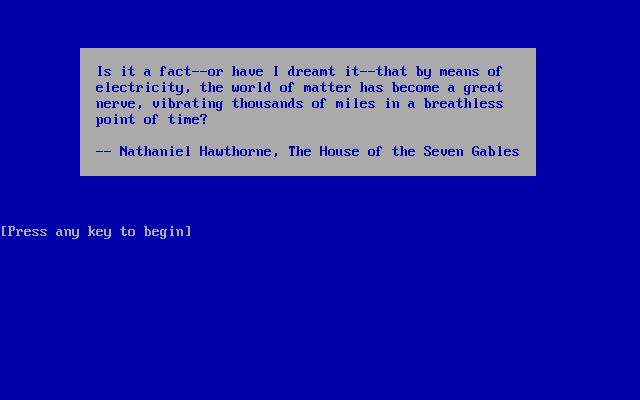 Is it a fact--or have I dreamt it--that by means of
electricity, the world of matter has become a great
nerve, vibrating thousands of miles in a breathless
point of time?
-- Nathaniel Hawthorne, The House of the Seven Gables
[Press any key to begin]